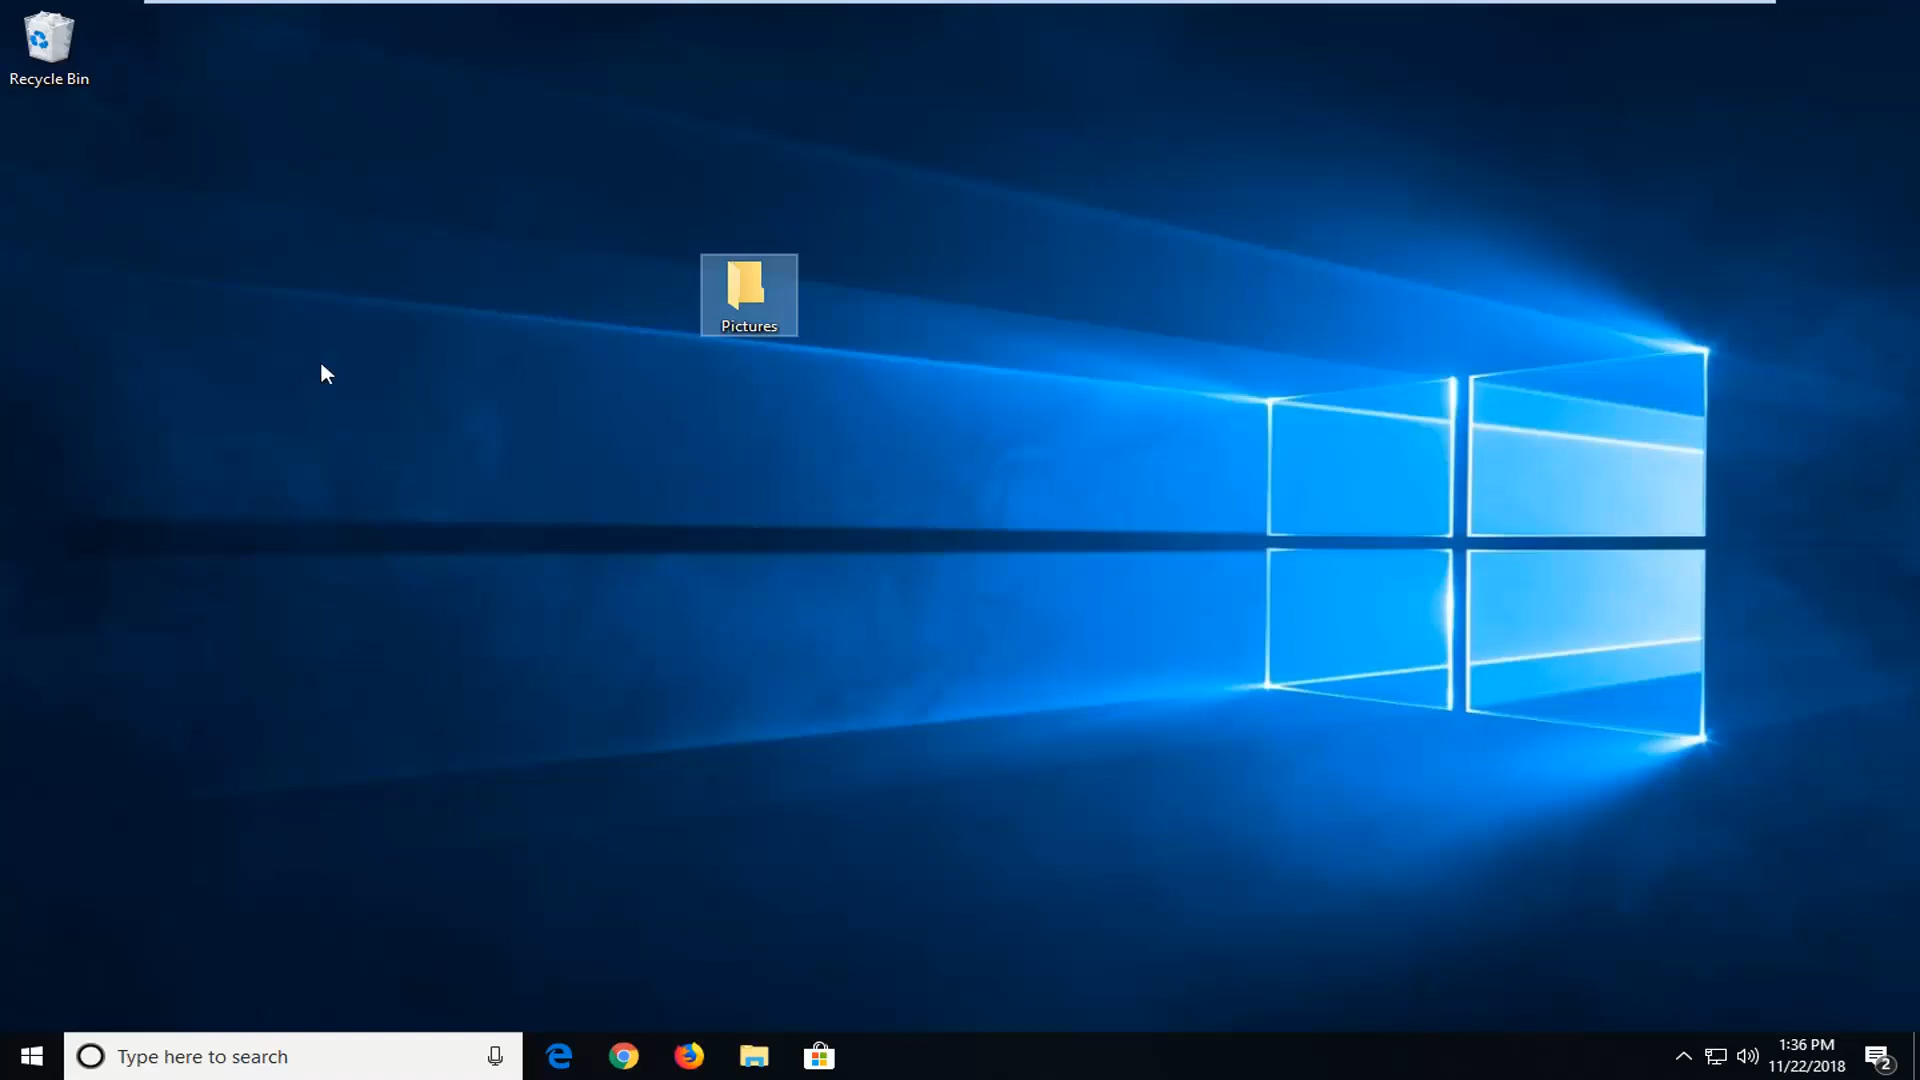 Recycle Bin
Pictures
Type here to search
1:36 PM
11/22/2018
2